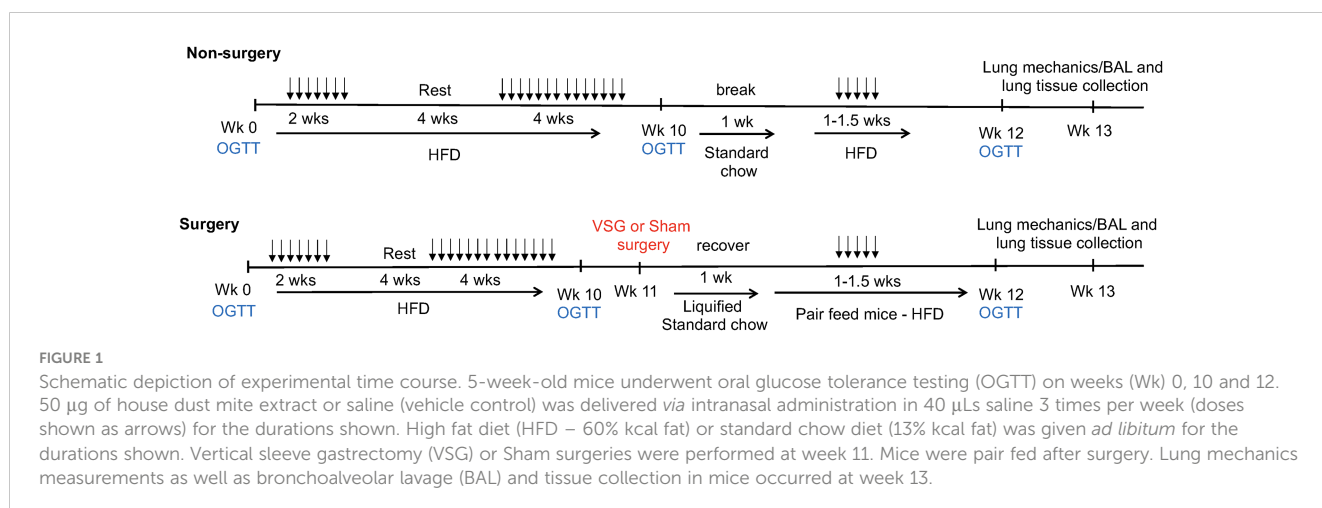 Non-surgery
Lung mechanics/BAL and
lung tissue collection
Rest
break
2 wks
4 wks
4 wks
1 wk
1-1.5 wks
Wk 0
OGTT
HFD
Wk 10
OGTT
Standard
chow
HFD
Wk 12
OGTT
Wk 13
Surgery
VSG or Sham
surgery
Lung mechanics/BAL and
lung tissue collection
Rest
recover
2 wks
4 wks
4 wks
1 wk
1-1.5 wks
Wk 0
OGTT
HFD
Wk 10
OGTT
Wk 11
Liquified
Standard chow
Pair feed mice - HFD
Wk 12
OGTT
Wk 13
FIGURE 1
Schematic depiction of experimental time course. 5-week-old mice underwent oral glucose tolerance testing (OGTT) on weeks (Wk) 0, 10 and 12.
50 μg of house dust mite extract or saline (vehicle control) was delivered via intranasal administration in 40 μLs saline 3 times per week (doses
shown as arrows) for the durations shown. High fat diet (HFD – 60% kcal fat) or standard chow diet (13% kcal fat) was given ad libitum for the
durations shown. Vertical sleeve gastrectomy (VSG) or Sham surgeries were performed at week 11. Mice were pair fed after surgery. Lung mechanics
measurements as well as bronchoalveolar lavage (BAL) and tissue collection in mice occurred at week 13.